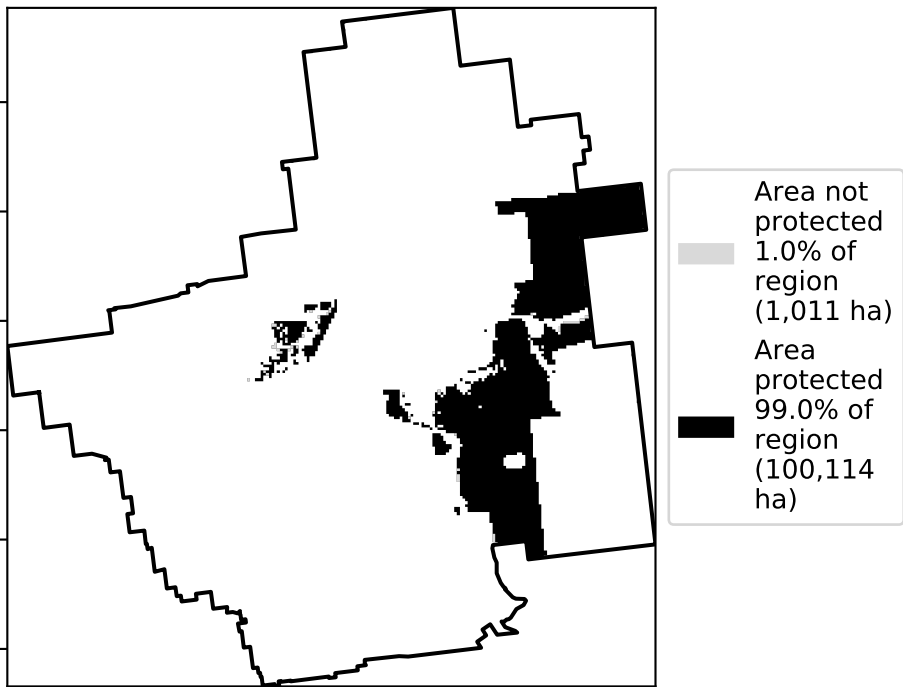 Area not
protected
1.0% of
region
(1,011 ha)
Area
protected
99.0% of
region
(100,114
ha)